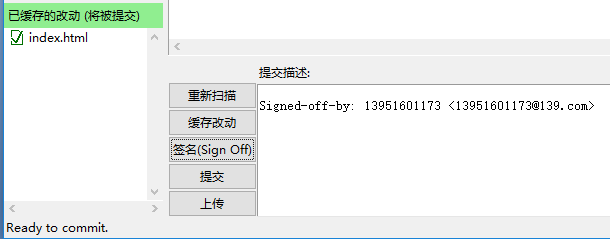 已缓存的改动 (将被提交)
index.html
提交描述:
重新扫描
缓存改动
签名(Sign Off)
提交
上传
Signed-off-by: 13951601173 <13951601173@139.com>
Ready to commit.